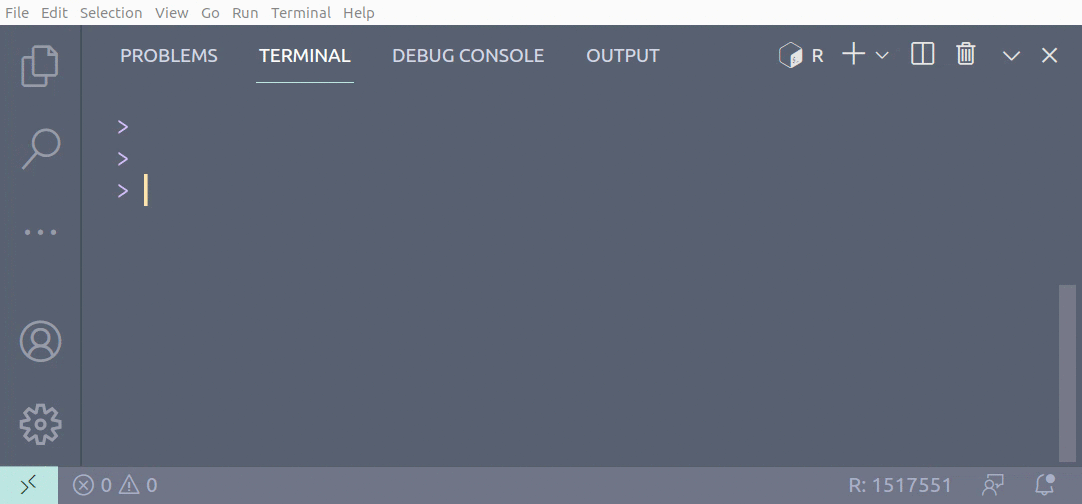 File Edit Selection View Go Run Terminal Help
PROBLEMS TERMINAL DEBUG CONSOLE OUTPUT R
>
>
>
0 0 R: 1517551